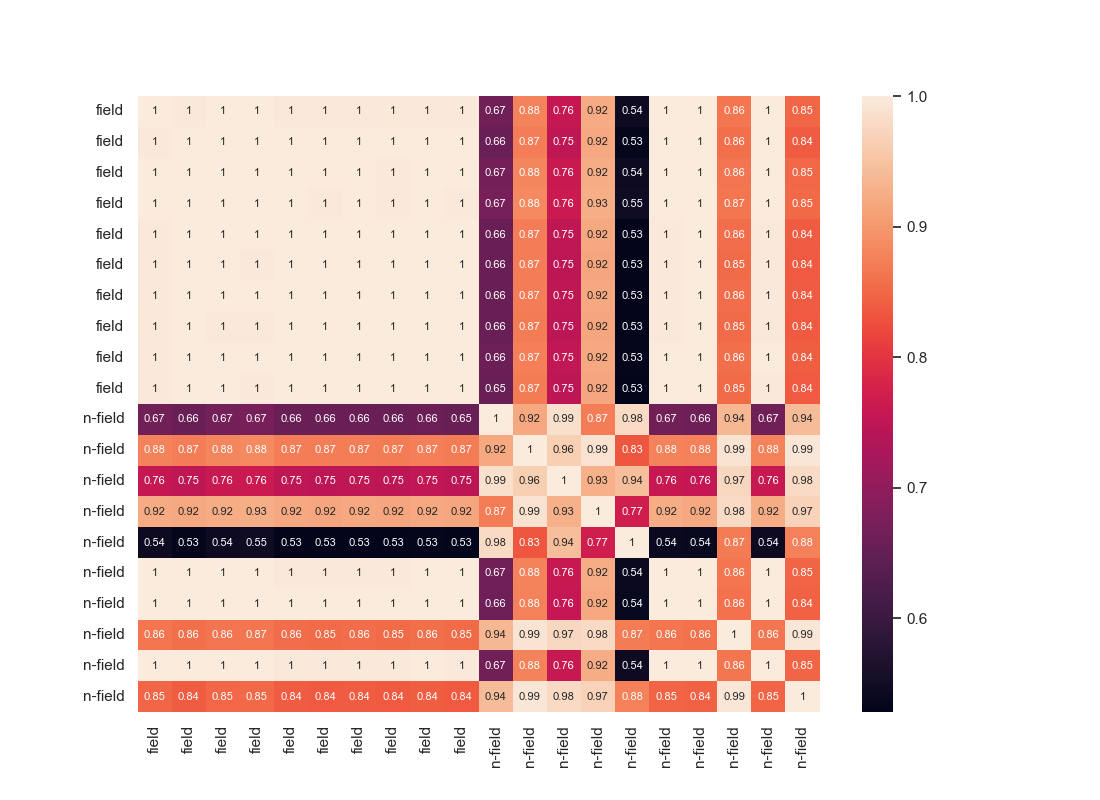 field 1 1 1 1 1 1 1 1 1 1 0.67 0.88 0.76 0.92 0.54 1 1 0.86 1 0.85 1.0
field 1 1 1 1 1 1 1 1 1 1 0.66 0.87 0.75 0.92 0.53 1 1 0.86 1 0.84
field 1 1 1 1 1 1 1 1 1 1 0.67 0.88 0.76 0.92 0.54 1 1 0.86 1 0.85
field 1 1 1 1 1 1 1 1 1 1 0.67 0.88 0.76 0.93 0.55 1 1 0.87 1 0.85
0.9
field 1 1 1 1 1 1 1 1 1 1 0.66 0.87 0.75 0.92 0.53 1 1 0.86 1 0.84
field 1 1 1 1 1 1 1 1 1 1 0.66 0.87 0.75 0.92 0.53 1 1 0.85 1 0.84
field 1 1 1 1 1 1 1 1 1 1 0.66 0.87 0.75 0.92 0.53 1 1 0.86 1 0.84
field 1 1 1 1 1 1 1 1 1 1 0.66 0.87 0.75 0.92 0.53 1 1 0.85 1 0.84
field 1 1 1 1 1 1 1 1 1 1 0.66 0.87 0.75 0.92 0.53 1 1 0.86 1 0.84 0.8
field 1 1 1 1 1 1 1 1 1 1 0.65 0.87 0.75 0.92 0.53 1 1 0.85 1 0.84
n-field 0.67 0.66 0.67 0.67 0.66 0.66 0.66 0.66 0.66 0.65 1 0.92 0.99 0.87 0.98 0.67 0.66 0.94 0.67 0.94
n-field 0.88 0.87 0.88 0.88 0.87 0.87 0.87 0.87 0.87 0.87 0.92 1 0.96 0.99 0.83 0.88 0.88 0.99 0.88 0.99
n-field 0.76 0.75 0.76 0.76 0.75 0.75 0.75 0.75 0.75 0.75 0.99 0.96 1 0.93 0.94 0.76 0.76 0.97 0.76 0.98
0.7
n-field 0.92 0.92 0.92 0.93 0.92 0.92 0.92 0.92 0.92 0.92 0.87 0.99 0.93 1 0.77 0.92 0.92 0.98 0.92 0.97
n-field 0.54 0.53 0.54 0.55 0.53 0.53 0.53 0.53 0.53 0.53 0.98 0.83 0.94 0.77 1 0.54 0.54 0.87 0.54 0.88
n-field 1 1 1 1 1 1 1 1 1 1 0.67 0.88 0.76 0.92 0.54 1 1 0.86 1 0.85
n-field 1 1 1 1 1 1 1 1 1 1 0.66 0.88 0.76 0.92 0.54 1 1 0.86 1 0.84
0.6
n-field 0.86 0.86 0.86 0.87 0.86 0.85 0.86 0.85 0.86 0.85 0.94 0.99 0.97 0.98 0.87 0.86 0.86 1 0.86 0.99
n-field 1 1 1 1 1 1 1 1 1 1 0.67 0.88 0.76 0.92 0.54 1 1 0.86 1 0.85
n-field 0.85 0.84 0.85 0.85 0.84 0.84 0.84 0.84 0.84 0.84 0.94 0.99 0.98 0.97 0.88 0.85 0.84 0.99 0.85 1
field field field field field field field field field field n-field n-field n-field n-field n-field n-field n-field n-field n-field n-field